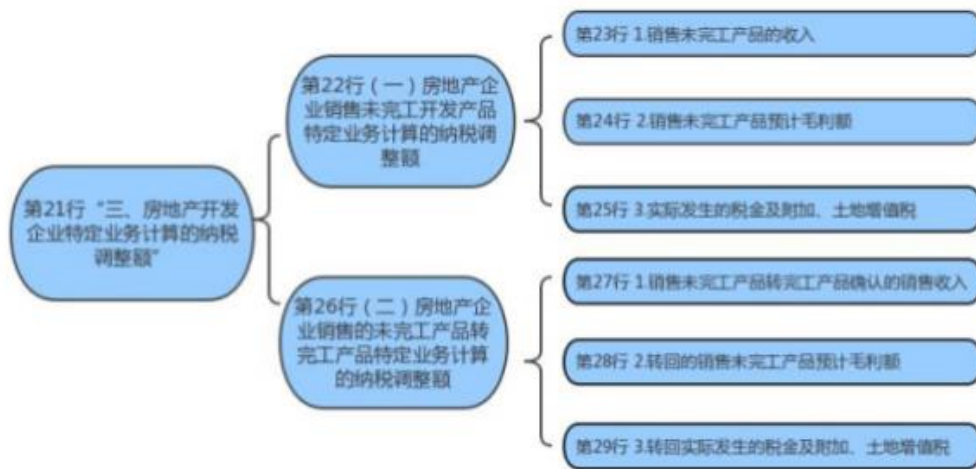 第21行“三、房地产开发
企业特定业务计算的纳税
调整额”
第22行（一）房地产企
业销售未完工开发产品
特定业务计算的纳税调
整额
第23行 1.销售未完工产品的收入
第24行 2.销售未完工产品预计毛利额
第25行 3.实际发生的税金及附加、土地增值税
第26行（二）房地产企
业销售的未完工产品转
完工产品特定业务计算
的纳税调整额
第27行 1.销售未完工产品转完工产品确认的销售收入
第28行 2.转回的销售未完工产品预计毛利额
第29行 3.转回实际发生的税金及附加、土地增值税